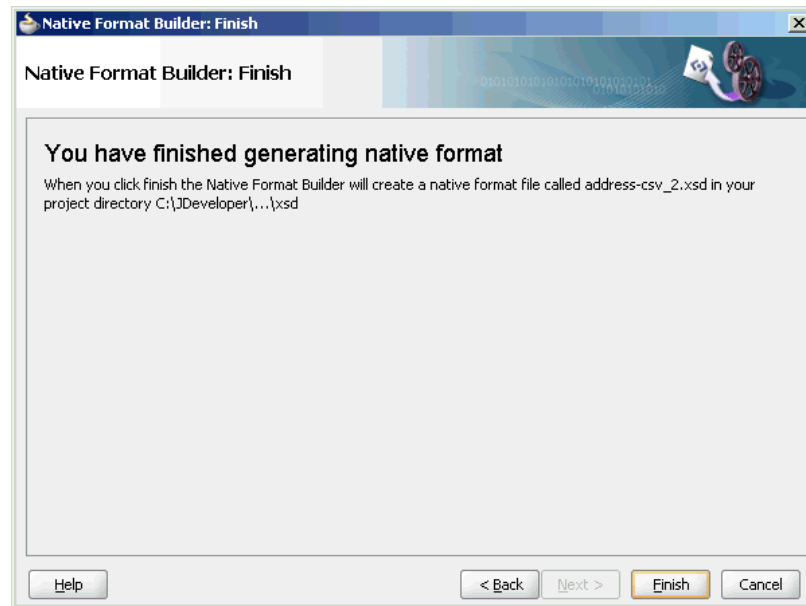 Native Format Builder: Finish
Native Format Builder: Finish
You have finished generating native format
When you click finish the Native Format Builder will create a native format file called address-csv_2.xsd in your
project directory C:\JDeveloper\...\xsd
Help
< Back
Next >
Finish
Cancel